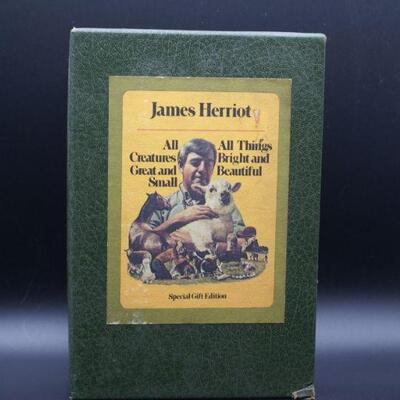 James Herriot
All Creatures Great and Small
All Things Bright and Beautiful
Special Gift Edition